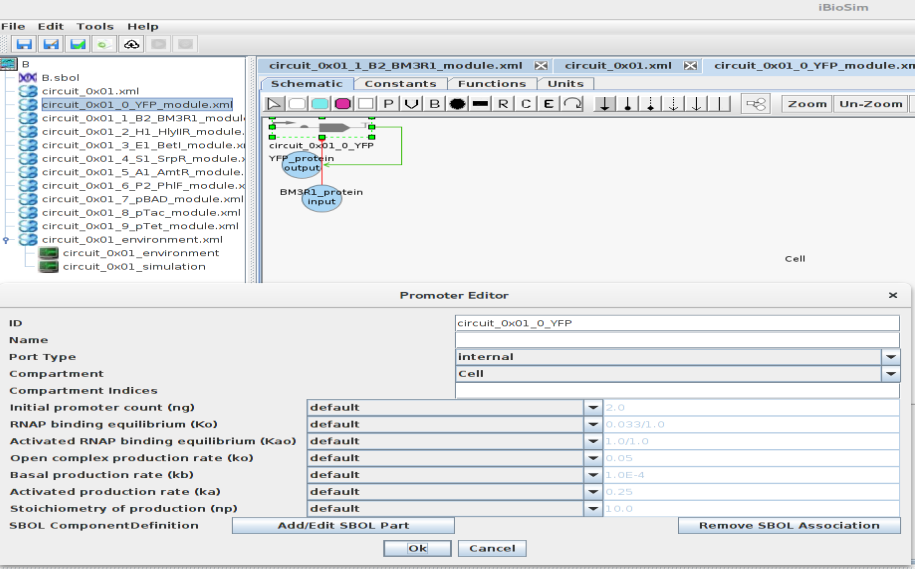 iBioSim
File Edit Tools Help
B
B.sbol
circuit_0x01.xml
circuit_0x01_0_YFP_module.xml
circuit_0x01_1_B2_BM3R1_modul
circuit_0x01_2_H1_HlyIIR_module.
circuit_0x01_3_E1_BetI_module.x
circuit_0x01_4_S1_SrpR_module.x
circuit_0x01_5_A1_AmtR_module.
circuit_0x01_6_P2_PhlF_module.x
circuit_0x01_7_pBAD_module.xml
circuit_0x01_8_pTac_module.xml
circuit_0x01_9_pTet_module.xml
circuit_0x01_environment.xml
circuit_0x01_environment
circuit_0x01_simulation
circuit_0x01_1_B2_BM3R1_module.xml circuit_0x01.xml circuit_0x01_0_YFP_module.xm
Schematic Constants Functions Units
P V B R C E Zoom Un-Zoom
circuit_0x01_0_YFP
YFP_protein
output
BM3R1_protein
input
Cell
Promoter Editor
ID circuit_0x01_0_YFP
Name
Port Type internal
Compartment Cell
Compartment Indices
Initial promoter count (ng) default 2.0
RNAP binding equilibrium (Ko) default 0.033/1.0
Activated RNAP binding equilibrium (Kao) default 1.0/1.0
Open complex production rate (ko) default 0.05
Basal production rate (kb) default 1.0E-4
Activated production rate (ka) default 0.25
Stoichiometry of production (np) default 10.0
SBOL ComponentDefinition Add/Edit SBOL Part Remove SBOL Association
Ok Cancel